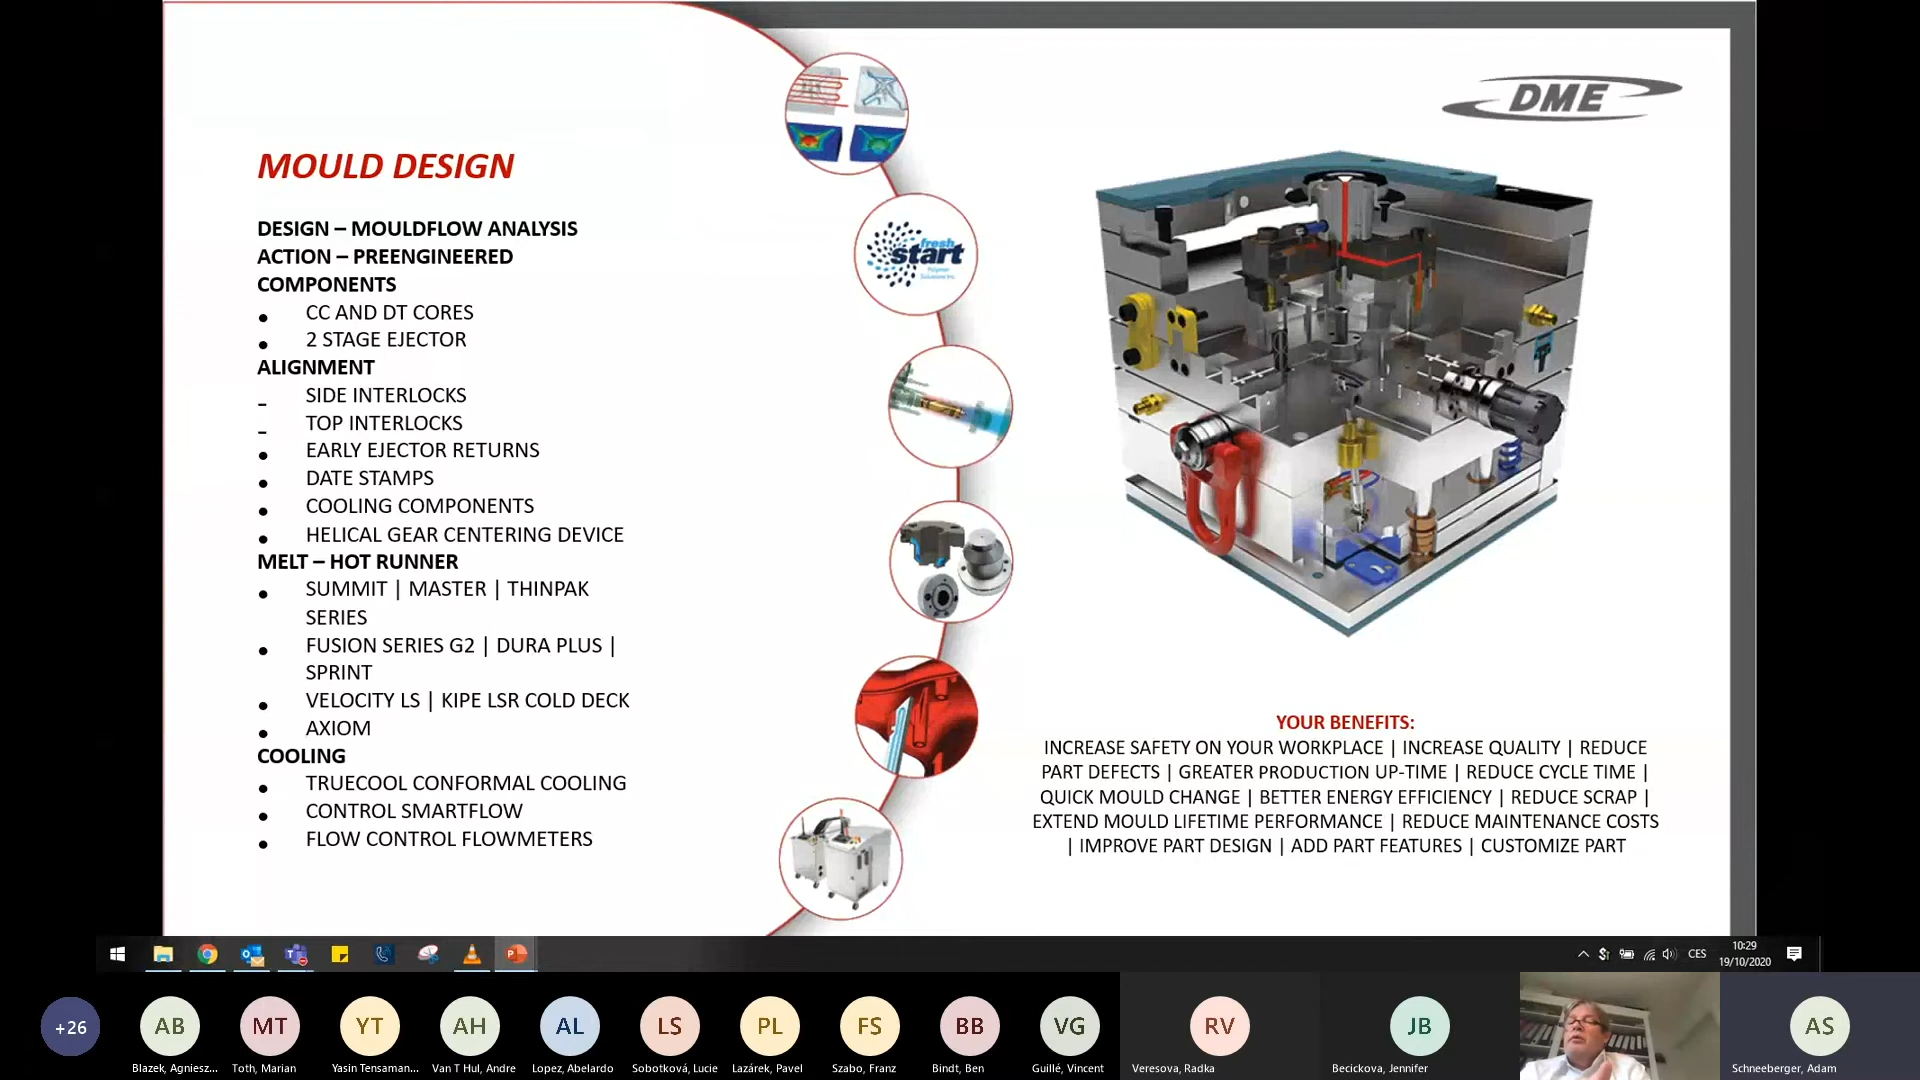 DME
MOULD DESIGN
DESIGN – MOULDFLOW ANALYSIS
ACTION – PREENGINEERED
COMPONENTS
• CC AND DT CORES
• 2 STAGE EJECTOR
ALIGNMENT
- SIDE INTERLOCKS
- TOP INTERLOCKS
• EARLY EJECTOR RETURNS
• DATE STAMPS
• COOLING COMPONENTS
• HELICAL GEAR CENTERING DEVICE
MELT – HOT RUNNER
• SUMMIT | MASTER | THINPAK
SERIES
• FUSION SERIES G2 | DURA PLUS |
SPRINT
• VELOCITY LS | KIPE LSR COLD DECK
• AXIOM
COOLING
• TRUECOOL CONFORMAL COOLING
• CONTROL SMARTFLOW
• FLOW CONTROL FLOWMETERS
fresh
start
Polymer
Solutions Inc.
YOUR BENEFITS:
INCREASE SAFETY ON YOUR WORKPLACE | INCREASE QUALITY | REDUCE
PART DEFECTS | GREATER PRODUCTION UP-TIME | REDUCE CYCLE TIME |
QUICK MOULD CHANGE | BETTER ENERGY EFFICIENCY | REDUCE SCRAP |
EXTEND MOULD LIFETIME PERFORMANCE | REDUCE MAINTENANCE COSTS
| IMPROVE PART DESIGN | ADD PART FEATURES | CUSTOMIZE PART
CES
10:29
19/10/2020
+26
AB
MT
YT
AH
AL
LS
PL
FS
BB
VG
RV
JB
AS
Blazek, Agniesz...
Toth, Marian
Yasin Tensaman...
Van T Hul, Andre
Lopez, Abelardo
Sobotková, Lucie
Lazárek, Pavel
Szabo, Franz
Bindt, Ben
Guillé, Vincent
Veresova, Radka
Becickova, Jennifer
Schneeberger, Adam